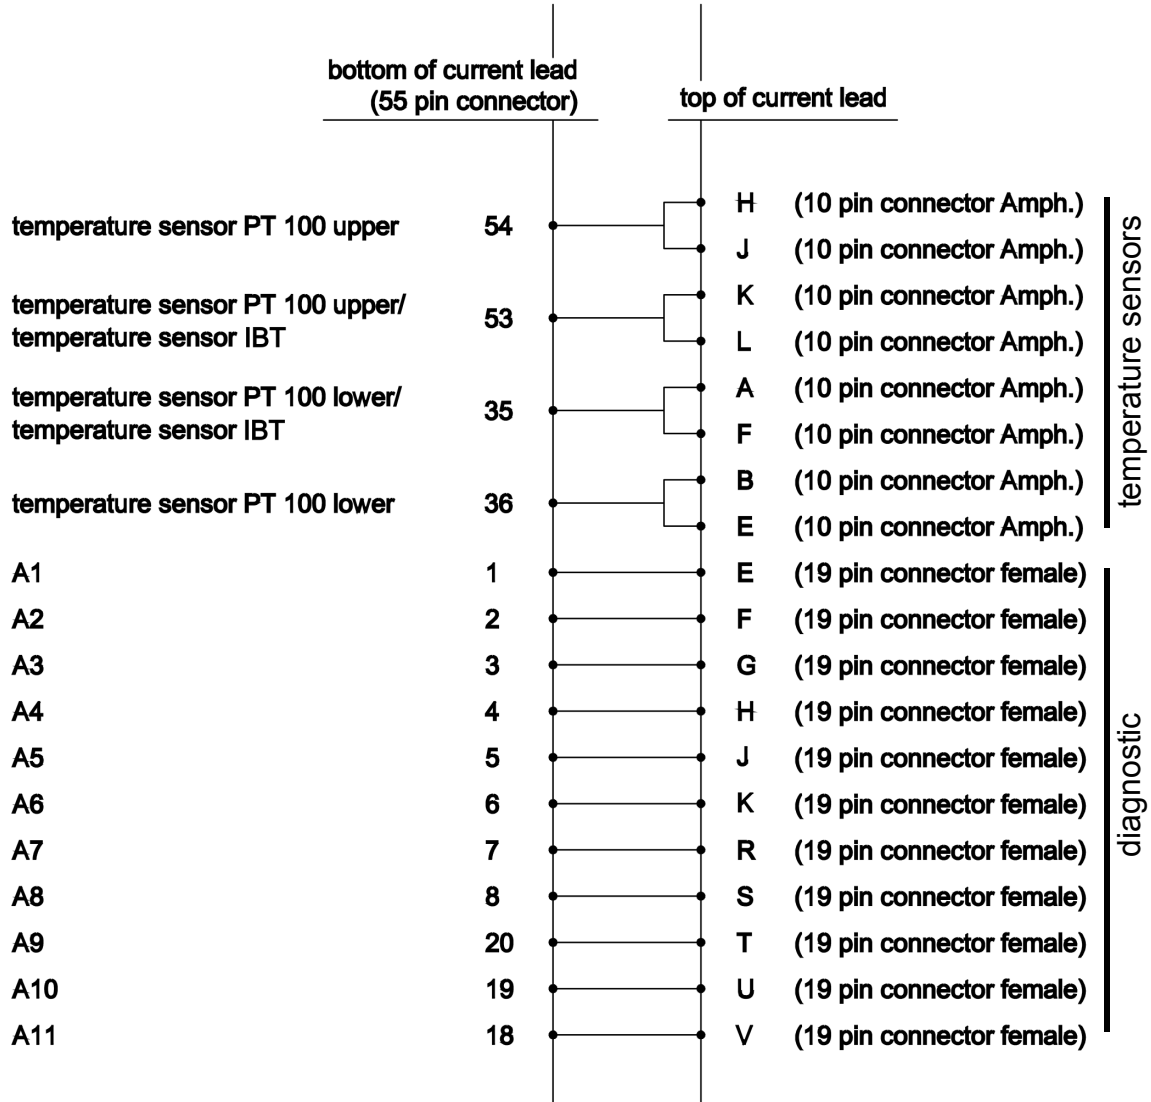 bottom of current lead
(55 pin connector)
top of current lead
temperature sensor PT 100 upper 54 H (10 pin connector Amph.)
J (10 pin connector Amph.)
temperature sensor PT 100 upper/
temperature sensor IBT 53 K (10 pin connector Amph.)
L (10 pin connector Amph.)
temperature sensor PT 100 lower/
temperature sensor IBT 35 A (10 pin connector Amph.)
F (10 pin connector Amph.)
temperature sensor PT 100 lower 36 B (10 pin connector Amph.)
E (10 pin connector Amph.)
temperature sensors
A1 1 E (19 pin connector female)
A2 2 F (19 pin connector female)
A3 3 G (19 pin connector female)
A4 4 H (19 pin connector female)
A5 5 J (19 pin connector female)
A6 6 K (19 pin connector female)
A7 7 R (19 pin connector female)
A8 8 S (19 pin connector female)
A9 20 T (19 pin connector female)
A10 19 U (19 pin connector female)
A11 18 V (19 pin connector female)
diagnostic